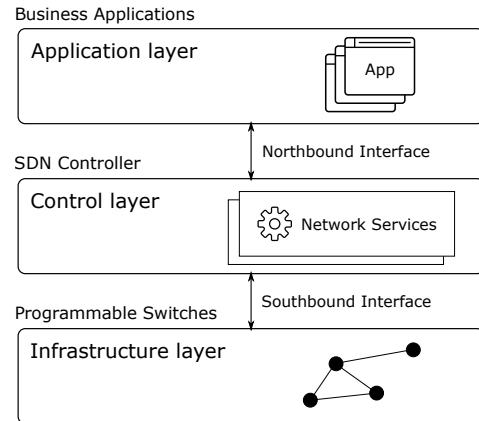 Business Applications
Application layer
App
Northbound Interface
SDN Controller
Control layer
Network Services
Southbound Interface
Programmable Switches
Infrastructure layer